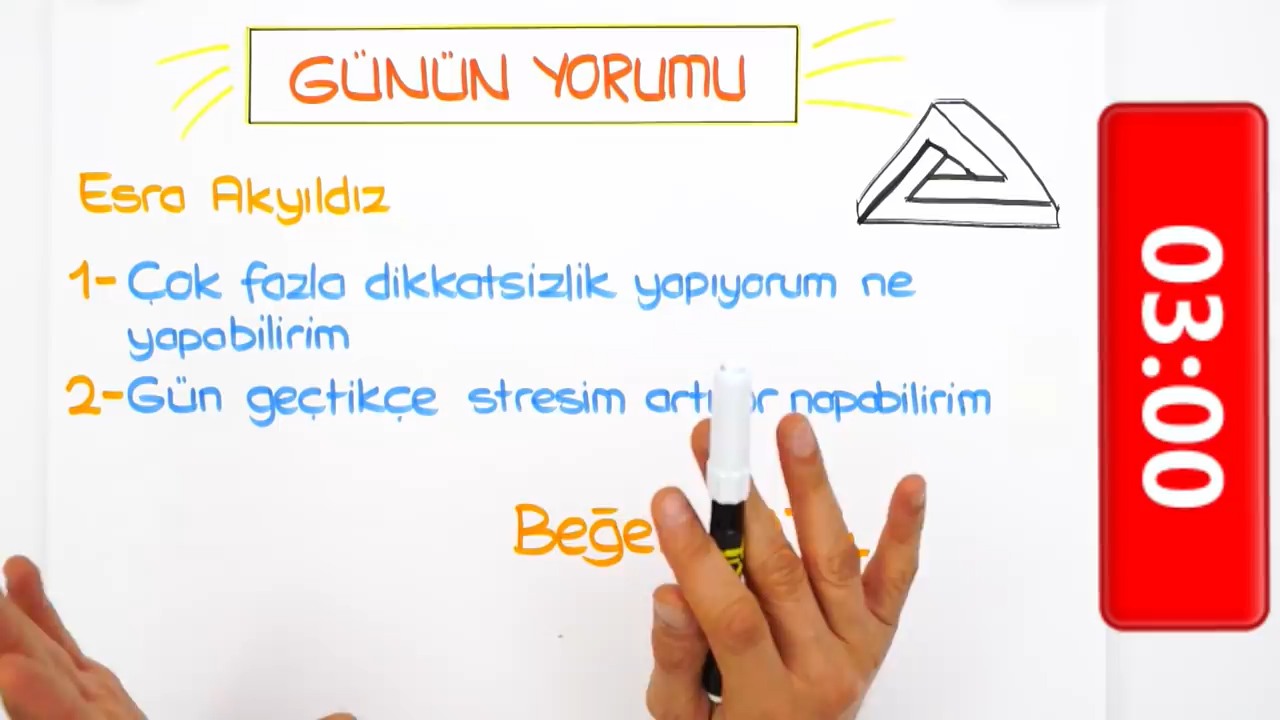 GÜNÜN YORUMU
Esra Akyıldız
1- Çok fazla dikkatsizlik yapıyorum ne
yapabilirim
2- Gün geçtikçe stresim napabilirim
03:00